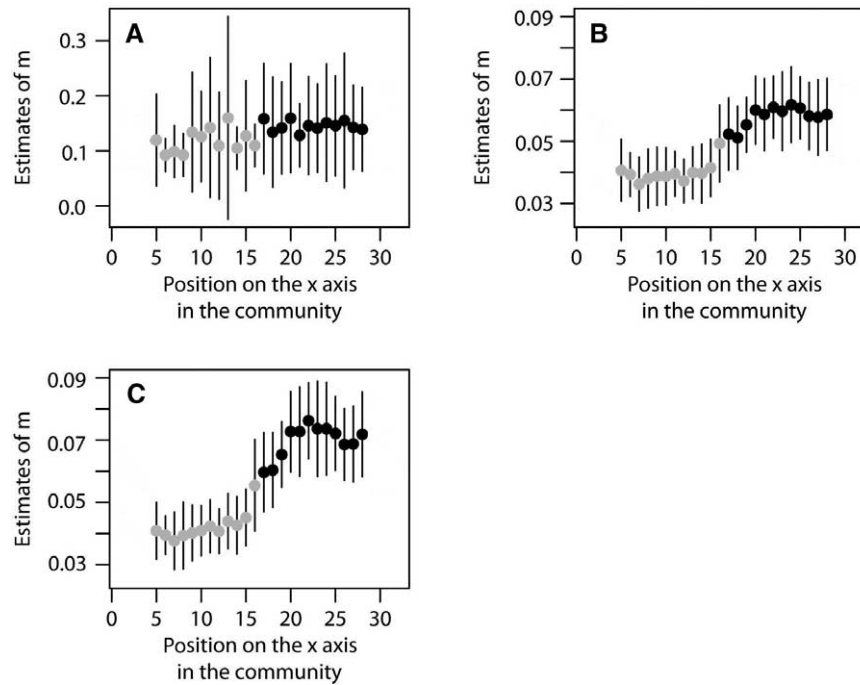 A
Estimates of m
0.3
0.2
0.1
0.0
0 5 10 15 20 25 30
Position on the x axis
in the community
B
Estimates of m
0.09
0.07
0.05
0.03
0 5 10 15 20 25 30
Position on the x axis
in the community
C
Estimates of m
0.09
0.07
0.05
0.03
0 5 10 15 20 25 30
Position on the x axis
in the community